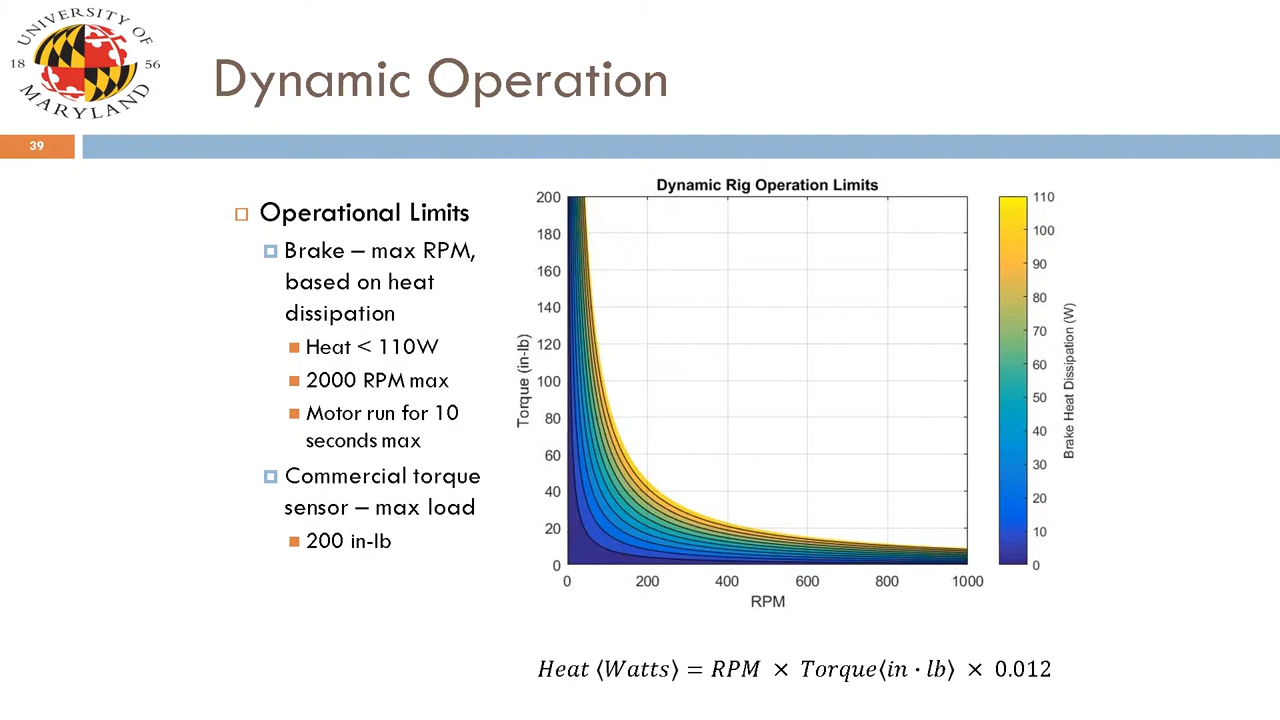 UNIVERSITY OF
18 56
MARYLAND
Dynamic Operation
39
Operational Limits
Brake – max RPM,
based on heat
dissipation
Heat < 110W
2000 RPM max
Motor run for 10
seconds max
Commercial torque
sensor – max load
200 in-lb
Dynamic Rig Operation Limits
Torque (in-lb)
200
180
160
140
120
100
80
60
40
20
0
0 200 400 600 800 1000
RPM
110
100
90
80
70
60
50
40
30
20
10
0
Brake Heat Dissipation (W)
Heat ⟨Watts⟩ = RPM × Torque⟨in · lb⟩ × 0.012